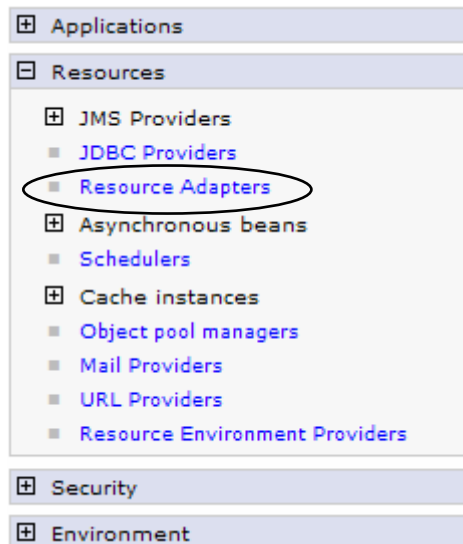 Applications
Resources
JMS Providers
JDBC Providers
Resource Adapters
Asynchronous beans
Schedulers
Cache instances
Object pool managers
Mail Providers
URL Providers
Resource Environment Providers
Security
Environment